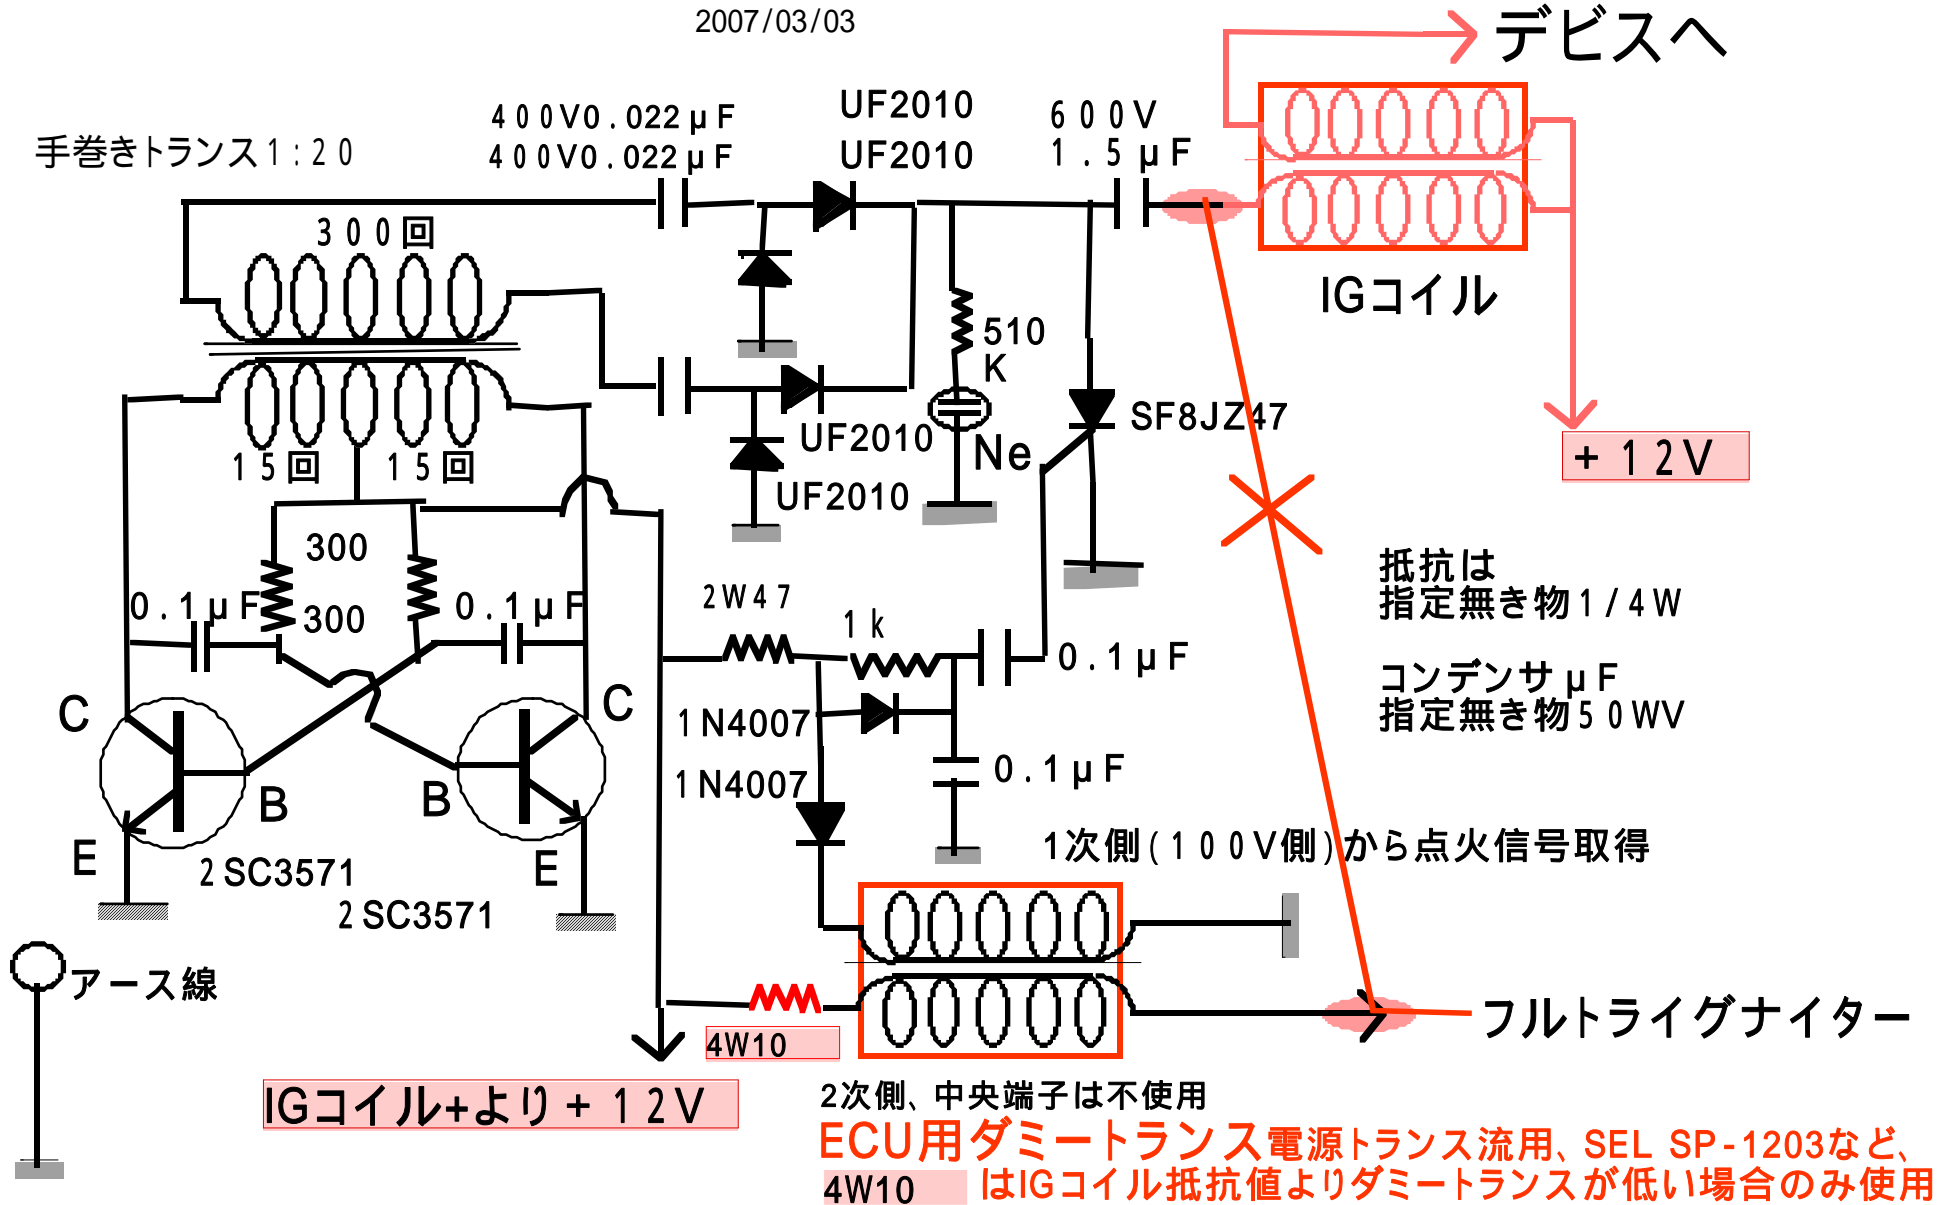 2007/03/03
デビスへ
手巻きトランス1:20
400V0.022μF
400V0.022μF
UF2010
UF2010
600V
1.5μF
300回
IGコイル
510
K
SF8JZ47
+12V
15回
15回
UF2010
Ne
UF2010
300
300
0.1μF
0.1μF
2W47
1k
0.1μF
抵抗は
指定無き物1/4W
コンデンサμF
指定無き物50WV
C
C
1N4007
1N4007
0.1μF
B
B
E
E
2SC3571
2SC3571
1次側(100V側)から点火信号取得
アース線
フルトライグナイター
4W10
IGコイル+より+12V
2次側、中央端子は不使用
ECU用ダミートランス電源トランス流用、SEL SP-1203など、
4W10 はIGコイル抵抗値よりダミートランスが低い場合のみ使用